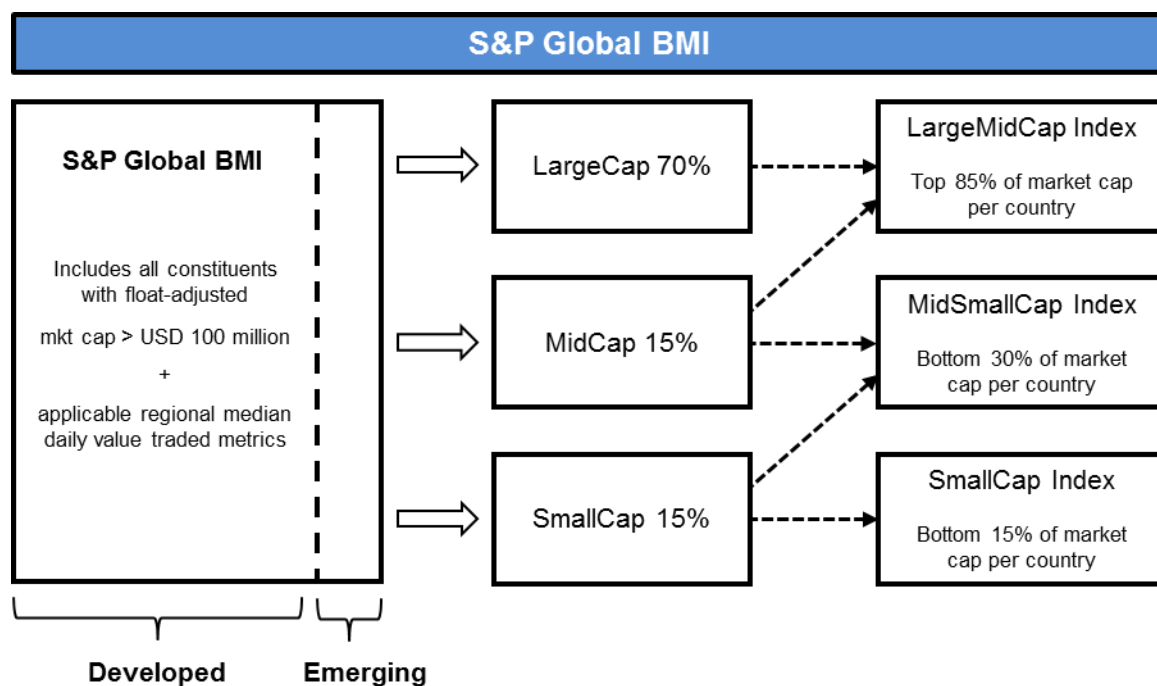 S&P Global BMI
S&P Global BMI
Includes all constituents
with float-adjusted
mkt cap > USD 100 million
+
applicable regional median
daily value traded metrics
Developed
Emerging
LargeCap 70%
MidCap 15%
SmallCap 15%
LargeMidCap Index
Top 85% of market cap
per country
MidSmallCap Index
Bottom 30% of market
cap per country
SmallCap Index
Bottom 15% of market
cap per country